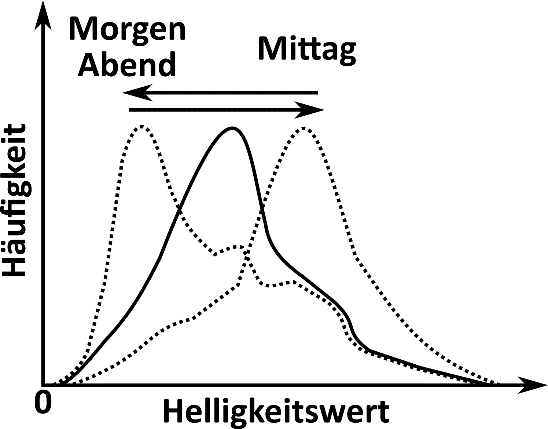 Morgen
Abend
Mittag
Häufigkeit
0
Helligkeitswert